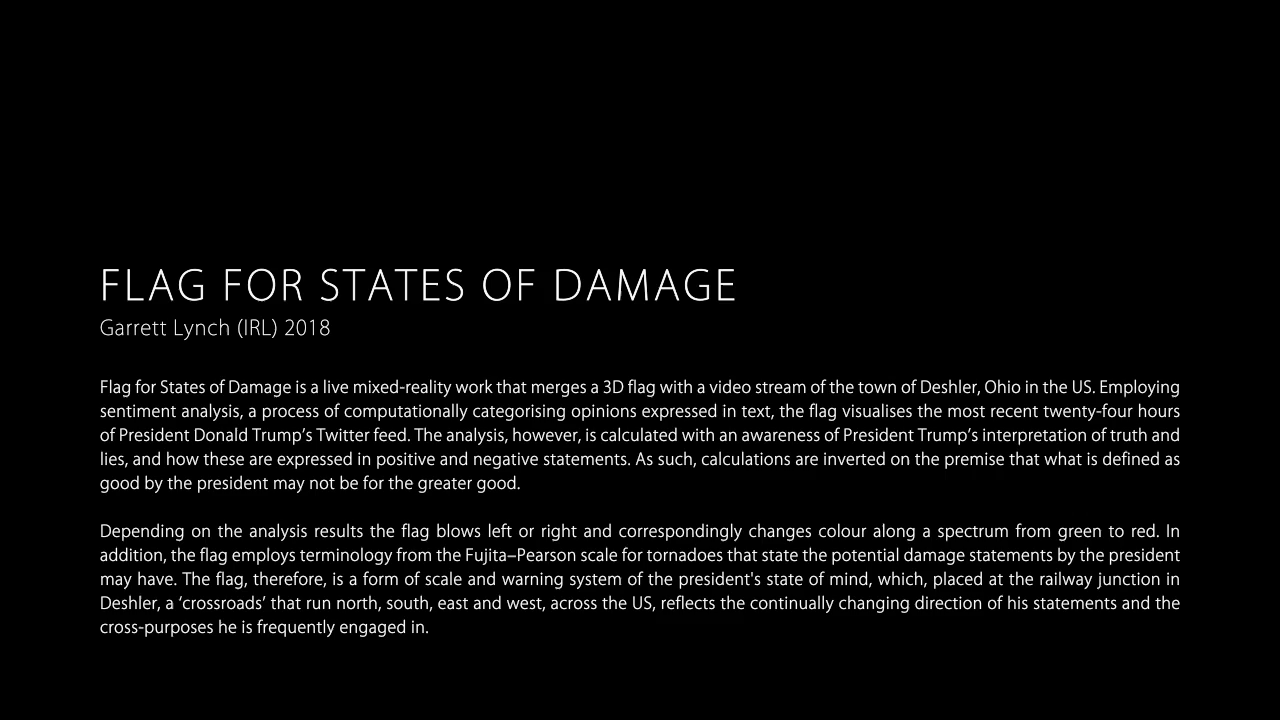 FLAG FOR STATES OF DAMAGE
Garrett Lynch (IRL) 2018
Flag for States of Damage is a live mixed-reality work that merges a 3D flag with a video stream of the town of Deshler, Ohio in the US. Employing
sentiment analysis, a process of computationally categorising opinions expressed in text, the flag visualises the most recent twenty-four hours
of President Donald Trump’s Twitter feed. The analysis, however, is calculated with an awareness of President Trump’s interpretation of truth and
lies, and how these are expressed in positive and negative statements. As such, calculations are inverted on the premise that what is defined as
good by the president may not be for the greater good.
Depending on the analysis results the flag blows left or right and correspondingly changes colour along a spectrum from green to red. In
addition, the flag employs terminology from the Fujita–Pearson scale for tornadoes that state the potential damage statements by the president
may have. The flag, therefore, is a form of scale and warning system of the president's state of mind, which, placed at the railway junction in
Deshler, a ‘crossroads’ that run north, south, east and west, across the US, reflects the continually changing direction of his statements and the
cross-purposes he is frequently engaged in.